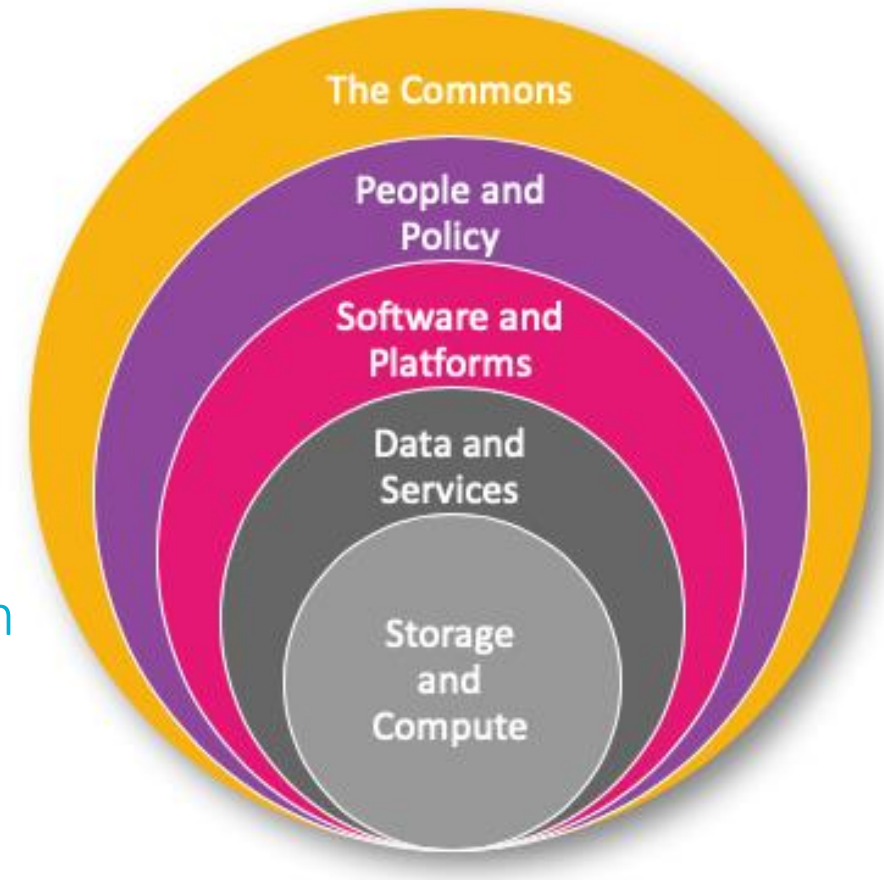 The Commons
People and
Policy
Software and
Platforms
Data and
Services
Storage
and
Compute